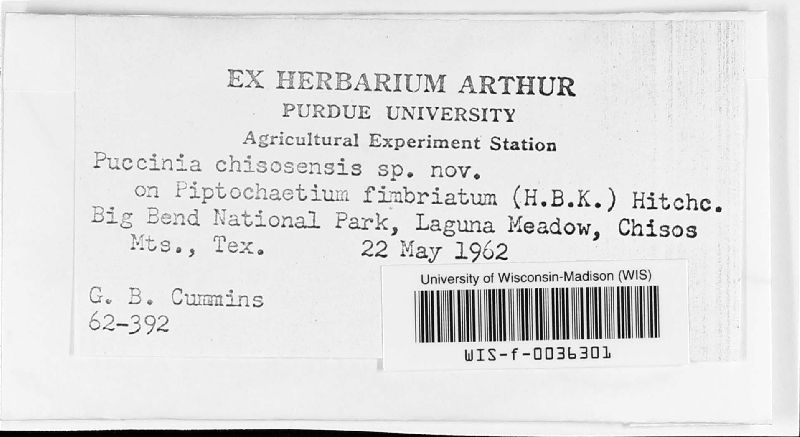 EX HERBARIUM ARTHUR
PURDUE UNIVERSITY
Agricultural Experiment Station
Puccinia chisosensis sp. nov.
on Piptochaetium fimbriatum (H.B.K.) Hitchc.
Big Bend National Park, Laguna Meadow, Chisos
Mts., Tex. 22 May 1962
G. B. Cummins
62-392
University of Wisconsin-Madison (WIS)
WIS-f-0036301